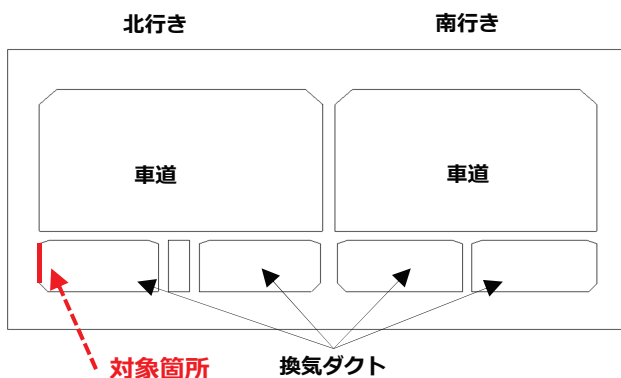 北行き
南行き
車道
車道
対象箇所
換気ダクト